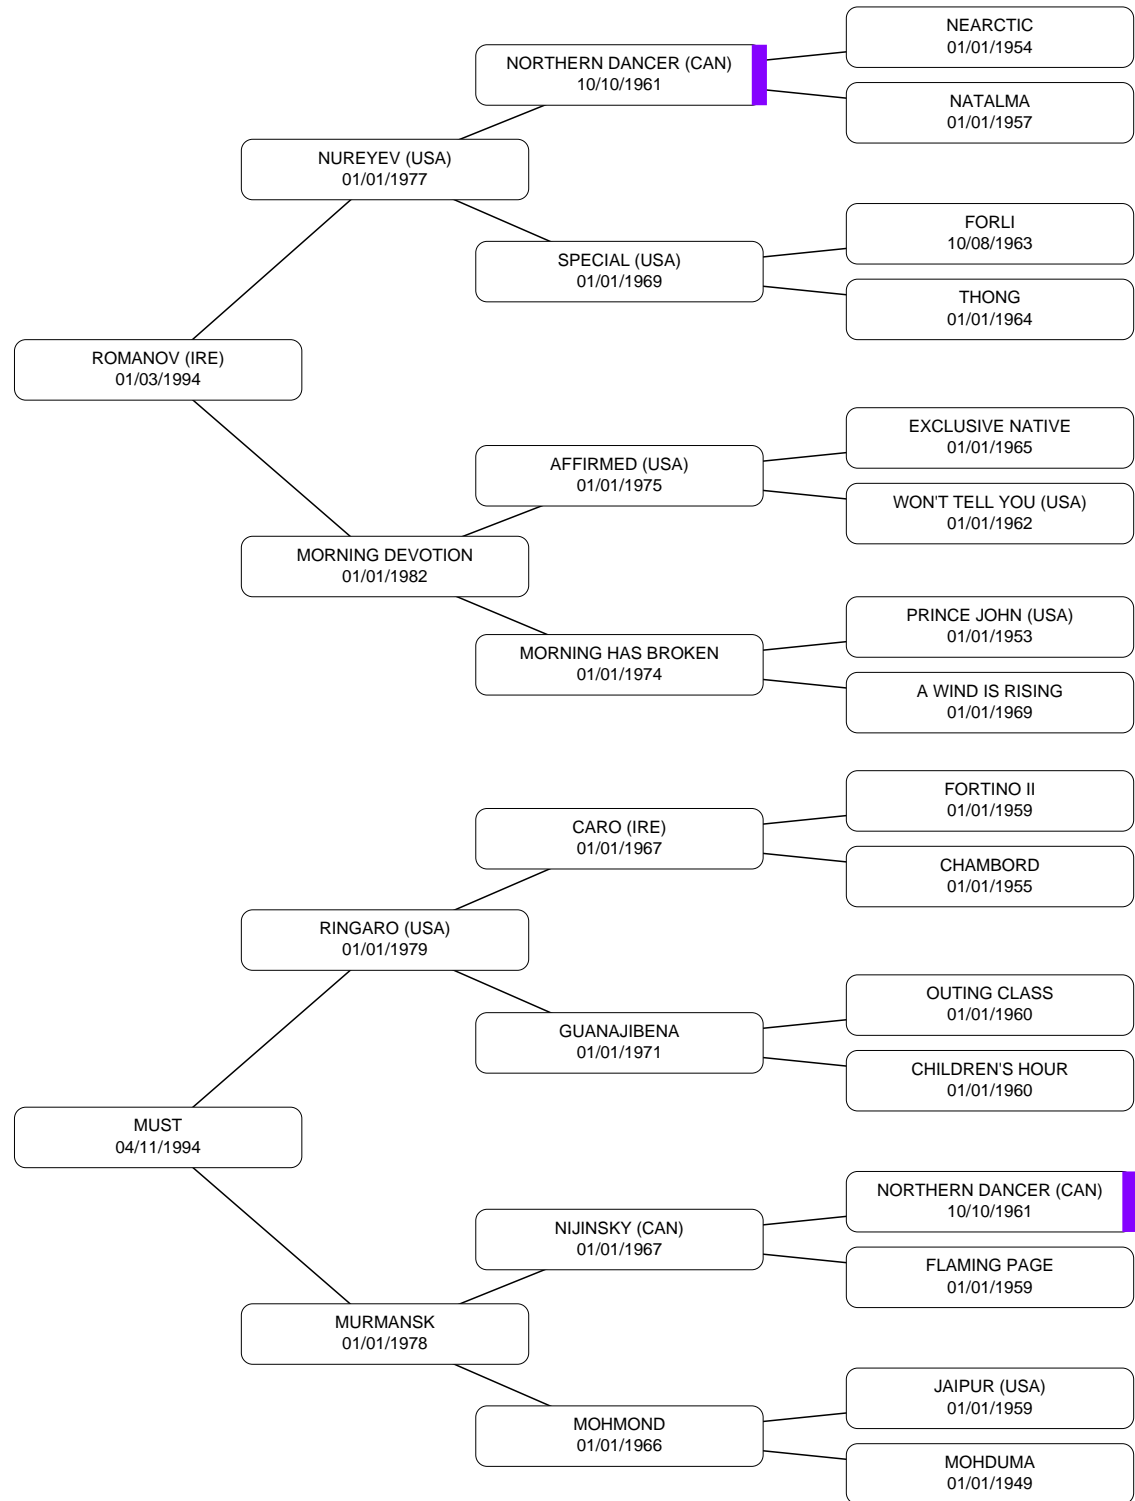 NEARCTIC
01/01/1954
NORTHERN DANCER (CAN)
10/10/1961
NATALMA
01/01/1957
NUREYEV (USA)
01/01/1977
FORLI
10/08/1963
SPECIAL (USA)
01/01/1969
THONG
01/01/1964
ROMANOV (IRE)
01/03/1994
EXCLUSIVE NATIVE
01/01/1965
AFFIRMED (USA)
01/01/1975
WON'T TELL YOU (USA)
01/01/1962
MORNING DEVOTION
01/01/1982
PRINCE JOHN (USA)
01/01/1953
MORNING HAS BROKEN
01/01/1974
A WIND IS RISING
01/01/1969
FORTINO II
01/01/1959
CARO (IRE)
01/01/1967
CHAMBORD
01/01/1955
RINGARO (USA)
01/01/1979
OUTING CLASS
01/01/1960
GUANAJIBENA
01/01/1971
CHILDREN'S HOUR
01/01/1960
MUST
04/11/1994
NORTHERN DANCER (CAN)
10/10/1961
NIJINSKY (CAN)
01/01/1967
FLAMING PAGE
01/01/1959
MURMANSK
01/01/1978
JAIPUR (USA)
01/01/1959
MOHMOND
01/01/1966
MOHDUMA
01/01/1949